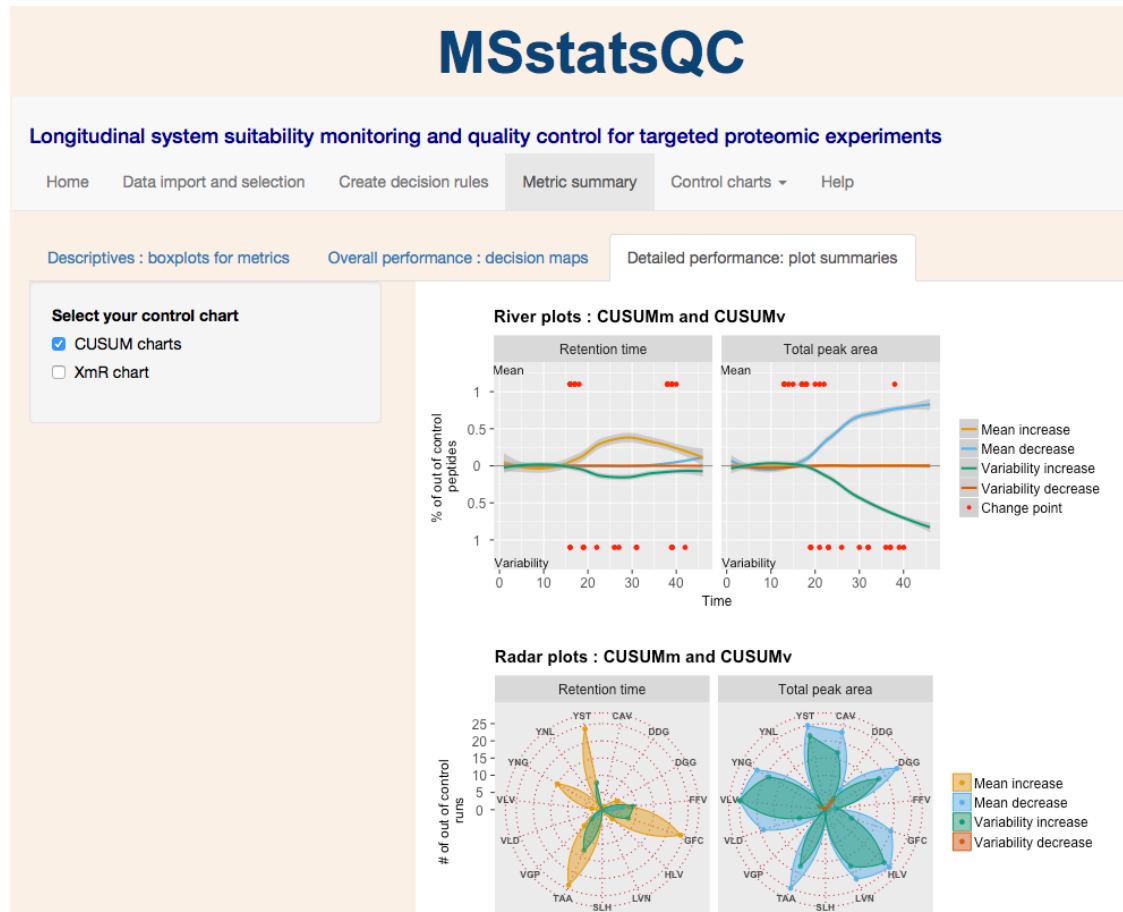 MSstatsQC
Longitudinal system suitability monitoring and quality control for targeted proteomic experiments
Home Data import and selection Create decision rules Metric summary Control charts Help
Descriptives : boxplots for metrics Overall performance : decision maps Detailed performance: plot summaries
Select your control chart
CUSUM charts
XmR chart
River plots : CUSUMm and CUSUMv
Retention time Total peak area
Mean Mean
1
0.5
0
0.5
1
% of out of control
peptides
Variability Variability
0 10 20 30 40 0 10 20 30 40
Time
Mean increase
Mean decrease
Variability increase
Variability decrease
Change point
Radar plots : CUSUMm and CUSUMv
Retention time Total peak area
25
20
15
10
5
0
# of out of control
runs
YST CAV DDG DGG FFV GFC HLV LVN SLH TAA VGP VLD VLV YNG YNL
YST CAV DDG DGG FFV GFC HLV LVN SLH TAA VGP VLD VLV YNG YNL
Mean increase
Mean decrease
Variability increase
Variability decrease